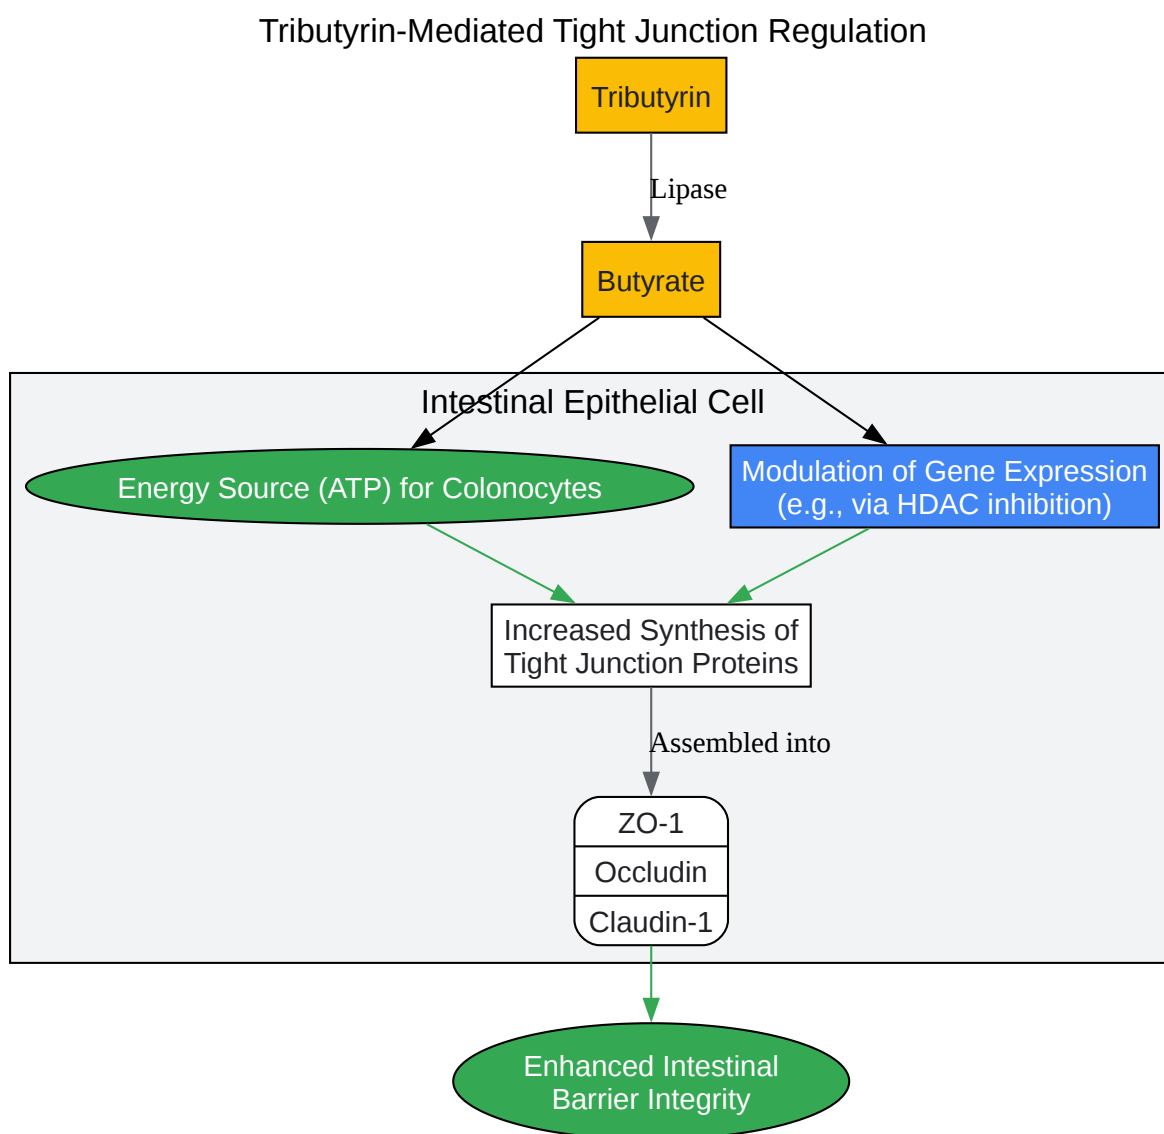 Tributyrin-Mediated Tight Junction Regulation
Tributyrin
Lipase
Butyrate
Intestinal Epithelial Cell
Energy Source (ATP) for Colonocytes
Modulation of Gene Expression
(e.g., via HDAC inhibition)
Increased Synthesis of
Tight Junction Proteins
Assembled into
ZO-1
Occludin
Claudin-1
Enhanced Intestinal
Barrier Integrity